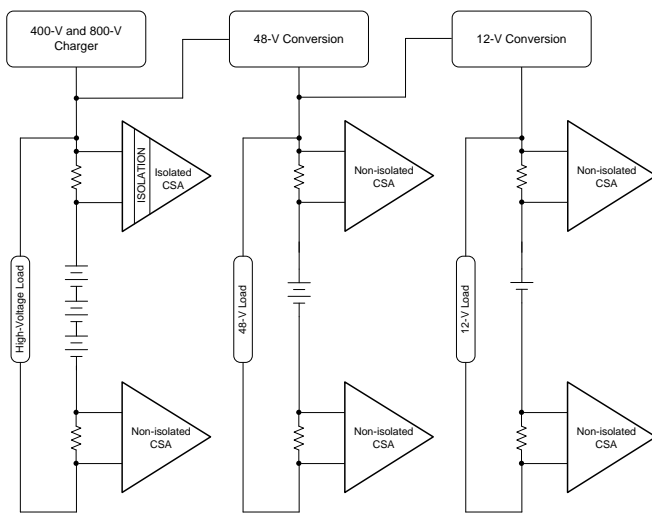 400-V and 800-V
Charger
48-V Conversion
12-V Conversion
ISOLATION
Isolated
CSA
Non-isolated
CSA
Non-isolated
CSA
High-Voltage Load
48-V Load
12-V Load
Non-isolated
CSA
Non-isolated
CSA
Non-isolated
CSA